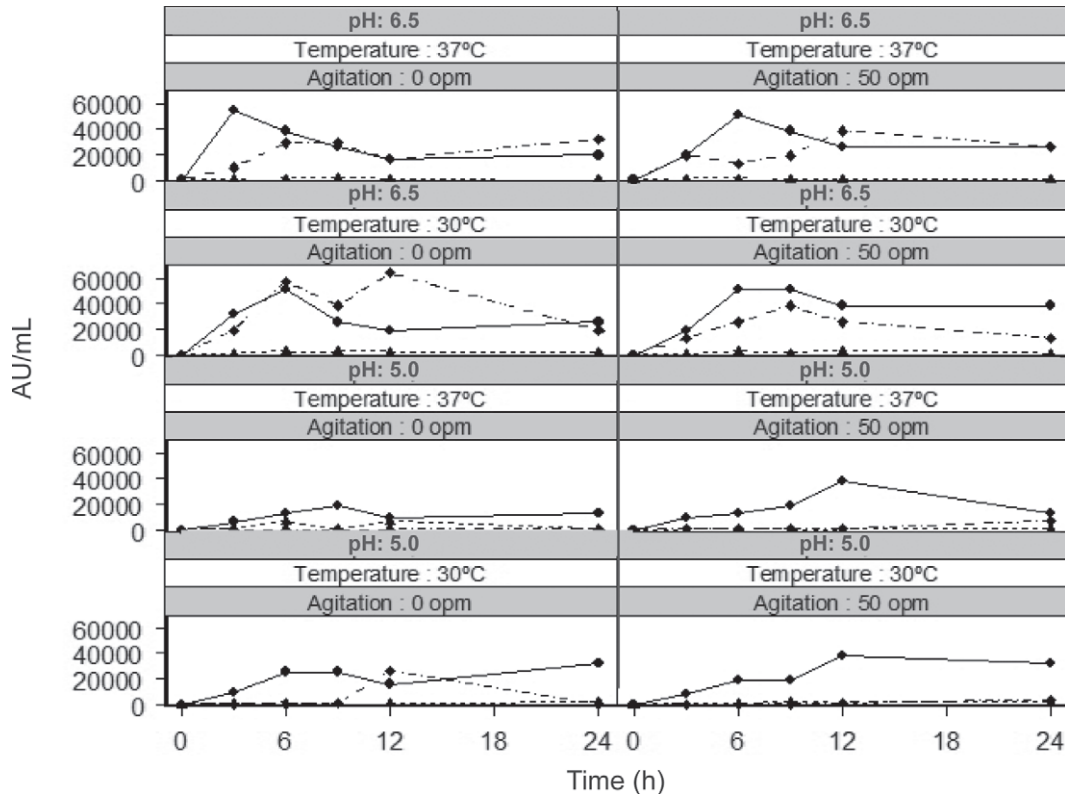 pH: 6.5
pH: 6.5
Temperature : 37ºC
Temperature : 37ºC
Agitation : 0 opm
Agitation : 50 opm
60000
40000
20000
0
pH: 6.5
pH: 6.5
Temperature : 30ºC
Temperature : 30ºC
Agitation : 0 opm
Agitation : 50 opm
60000
40000
20000
0
AU/mL
pH: 5.0
pH: 5.0
Temperature : 37ºC
Temperature : 37ºC
Agitation : 0 opm
Agitation : 50 opm
60000
40000
20000
0
pH: 5.0
pH: 5.0
Temperature : 30ºC
Temperature : 30ºC
Agitation : 0 opm
Agitation : 50 opm
60000
40000
20000
0
0 6 12 18 24 0 6 12 18 24
Time (h)